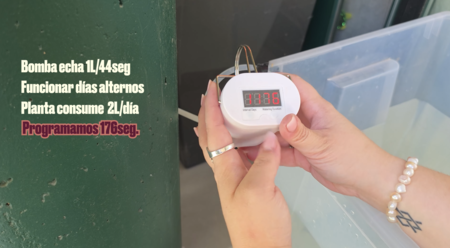 Bomba echa 1L/44seg
Funcionar días alternos
Planta consume 2L/día
Programamos 176seg.